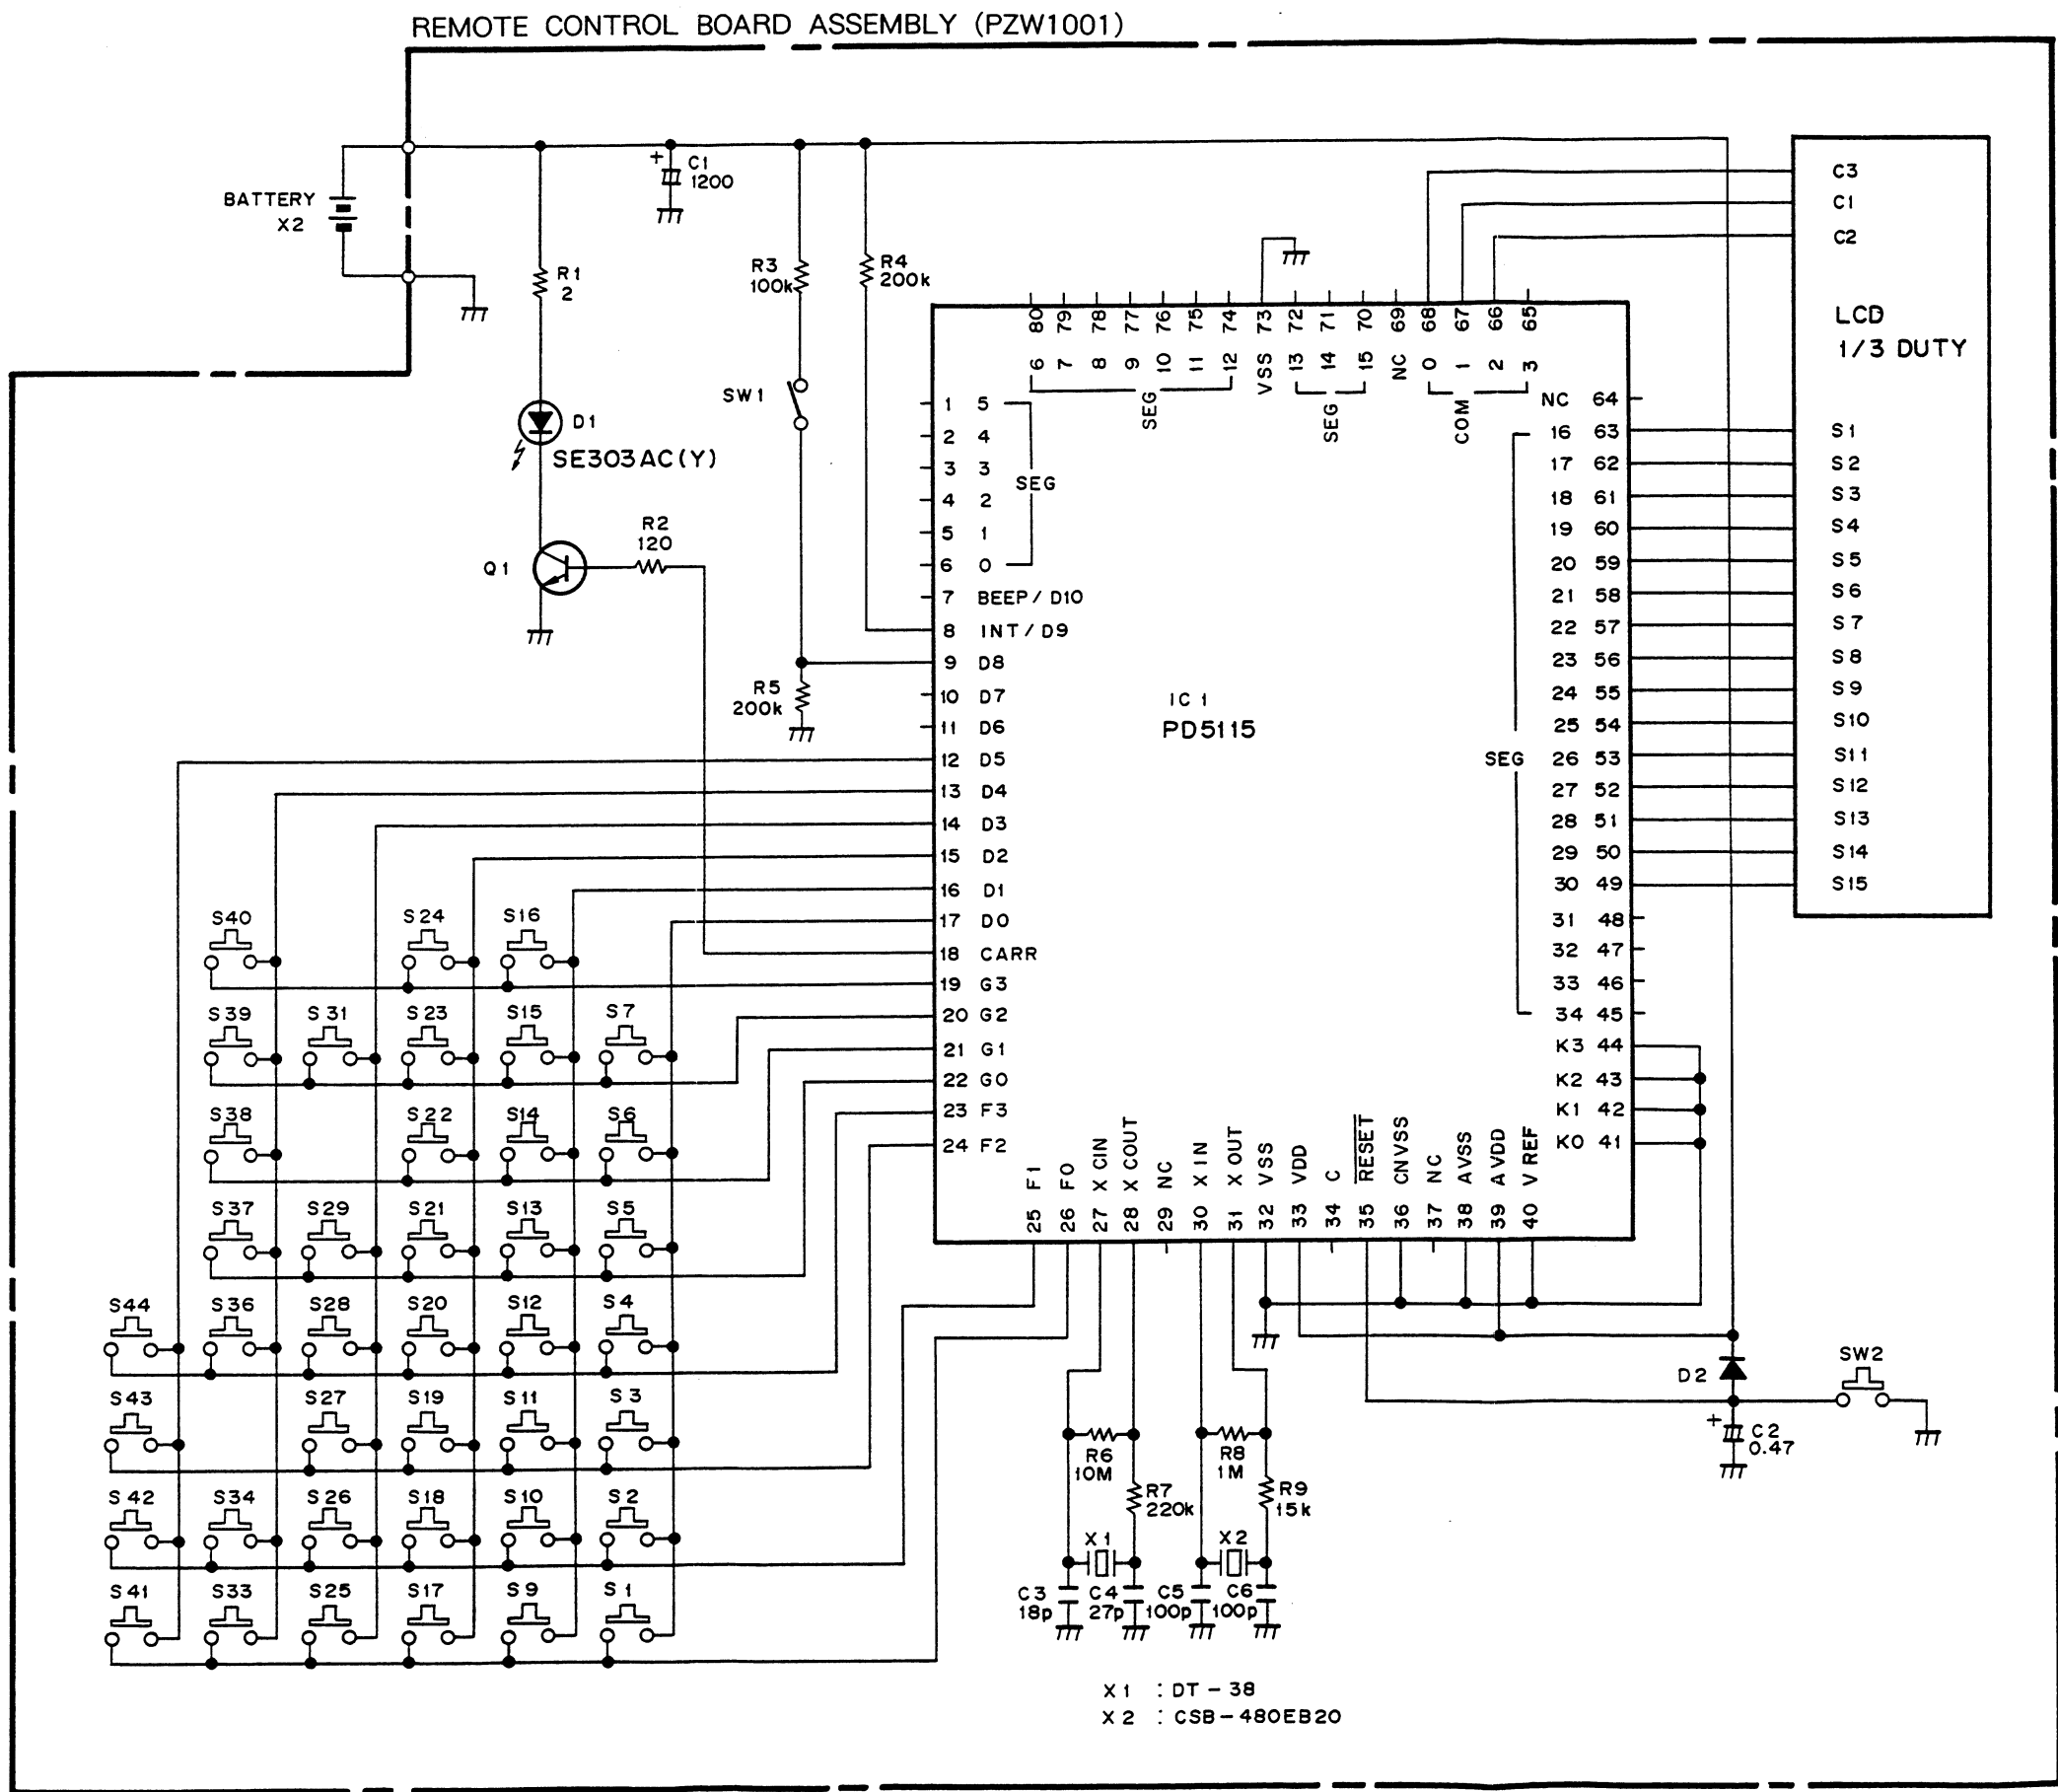 REMOTE CONTROL BOARD ASSEMBLY (PZW1001)
BATTERY
X2
+
C1
1200
R1
2
R3
100k
R4
200k
SW1
D1
SE303AC(Y)
R2
120
Q1
R5
200k
C3
C1
C2
LCD
1/3 DUTY
S1
S2
S3
S4
S5
S6
S7
S8
S9
S10
S11
S12
S13
S14
S15
80 79 78 77 76 75 74 73 72 71 70 69 68 67 66 65
6 7 8 9 10 11 12 VSS 13 14 15 NC 0 1 2 3
SEG SEG COM
1 5
2 4
3 3
SEG
4 2
5 1
6 0
7 BEEP/D10
8 INT/D9
9 D8
10 D7
11 D6
12 D5
13 D4
14 D3
15 D2
16 D1
17 D0
18 CARR
19 G3
20 G2
21 G1
22 G0
23 F3
24 F2
IC1
PD5115
NC 64
16 63
17 62
18 61
19 60
20 59
21 58
22 57
23 56
24 55
25 54
SEG 26 53
27 52
28 51
29 50
30 49
31 48
32 47
33 46
34 45
K3 44
K2 43
K1 42
K0 41
25 F1
26 F0
27 XCIN
28 XCOUT
29 NC
30 XIN
31 XOUT
32 VSS
33 VDD
34 C
35 RESET
36 CNVSS
37 NC
38 AVSS
39 AVDD
40 VREF
S40 S24 S16
S39 S31 S23 S15 S7
S38 S22 S14 S6
S37 S29 S21 S13 S5
S44 S36 S28 S20 S12 S4
S43 S27 S19 S11 S3
S42 S34 S26 S18 S10 S2
S41 S33 S25 S17 S9 S1
D2
SW2
+
C2
0.47
R6
10M
R8
1M
R7
220k
R9
15k
X1
X2
C3
18p
C4
27p
C5
100p
C6
100p
X1 : DT-38
X2 : CSB-480EB20